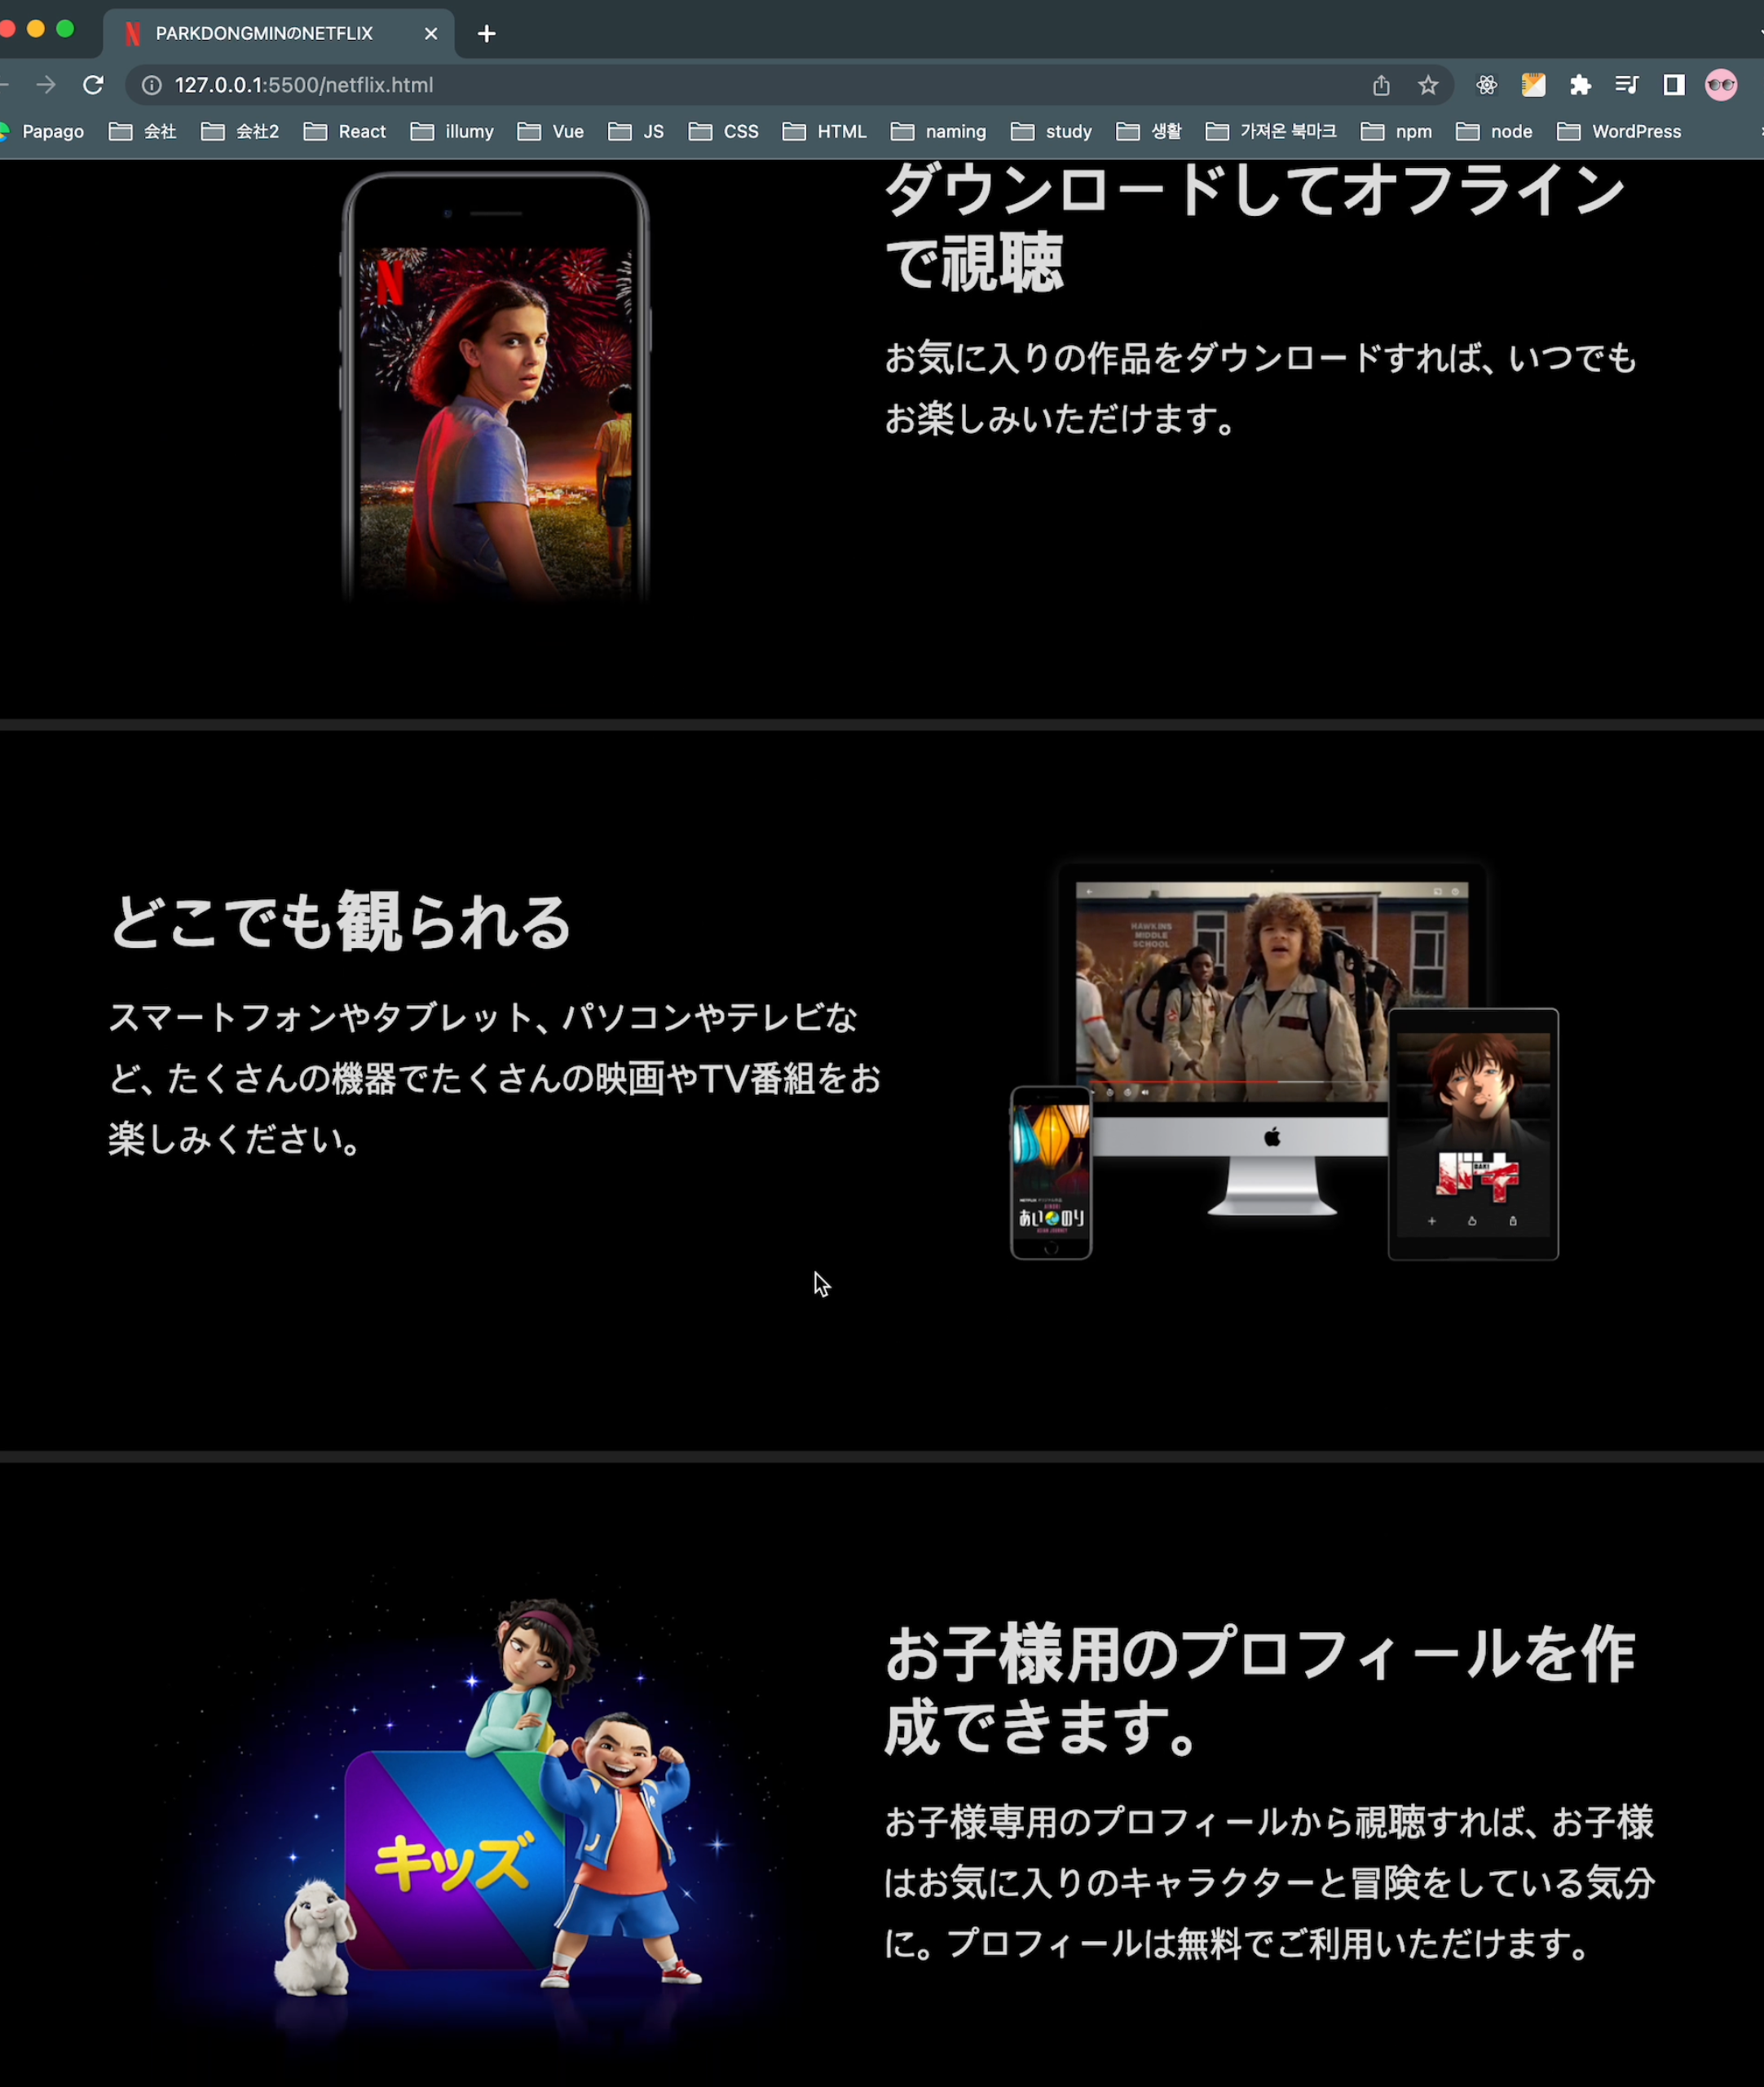 PARKDONGMINのNETFLIX
127.0.0.1:5500/netflix.html
Papago 会社 会社2 React illumy Vue JS CSS HTML naming study 생활 가져온 북마크 npm node WordPress
ダウンロードしてオフライン
で視聴
お気に入りの作品をダウンロードすれば、いつでも
お楽しみいただけます。
N
どこでも観られる
スマートフォンやタブレット、パソコンやテレビな
ど、たくさんの機器でたくさんの映画やTV番組をお
楽しみください。
HAWKINS
MIDDLE
SCHOOL
あいのり
バキ
BAKI
お子様用のプロフィールを作
成できます。
お子様専用のプロフィールから視聴すれば、お子様
はお気に入りのキャラクターと冒険をしている気分
に。プロフィールは無料でご利用いただけます。
キッズ